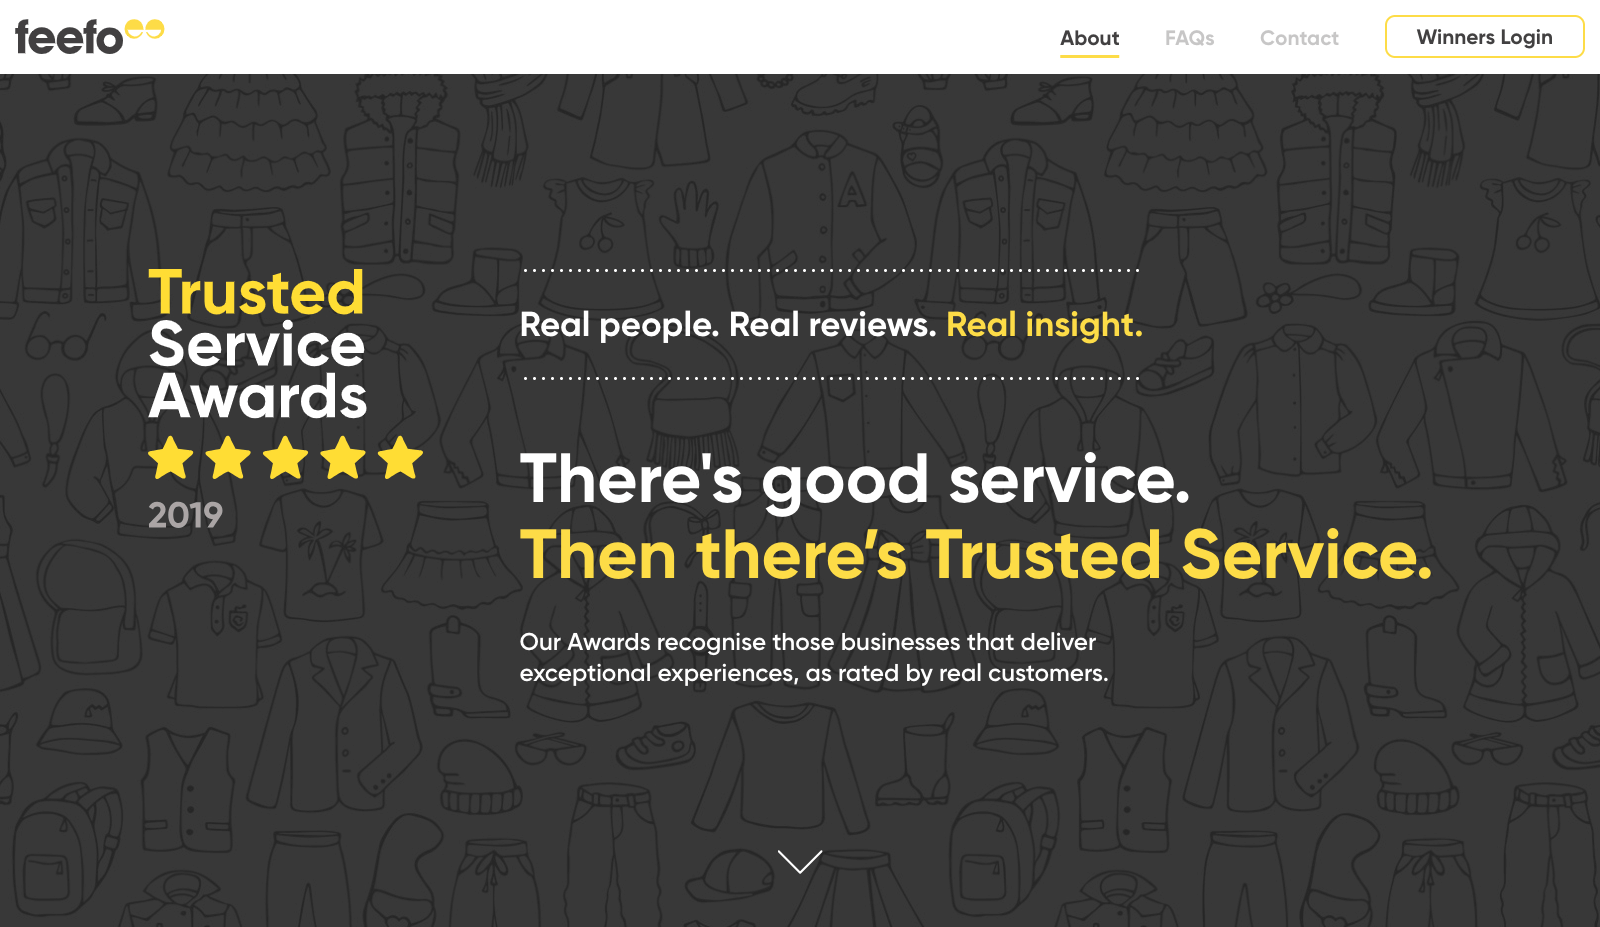 feefo
About
FAQs
Contact
Winners Login
Trusted
Service
Awards
2019
Real people. Real reviews. Real insight.
There's good service.
Then there’s Trusted Service.
Our Awards recognise those businesses that deliver
exceptional experiences, as rated by real customers.
A